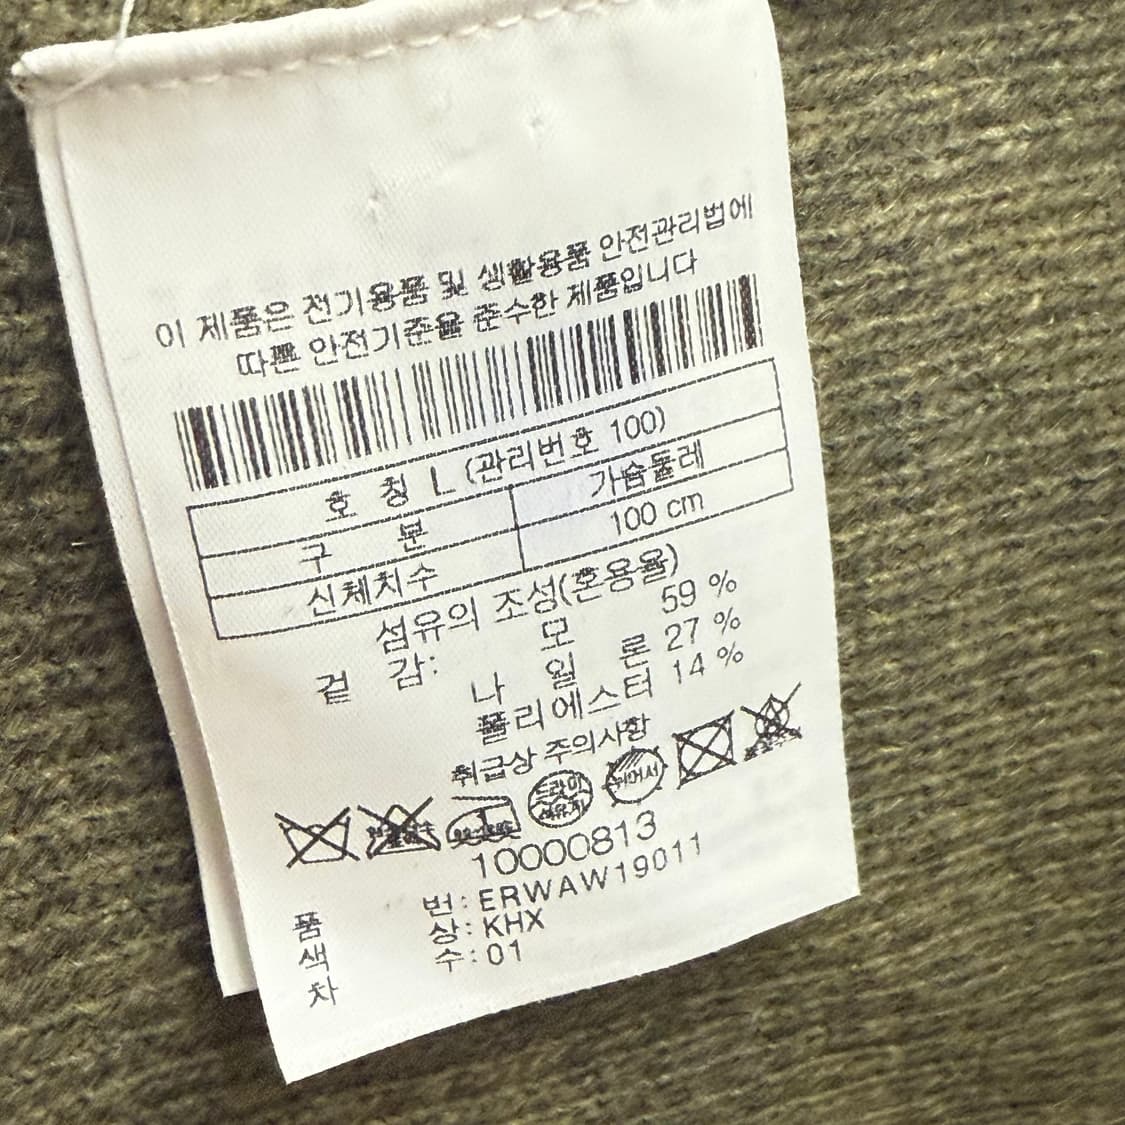 이 제품은 전기용품 및 생활용품 안전관리법에
따른 안전기준을 준수한 제품입니다
호 칭 L (관리번호 100)
구 분 가슴둘레
신체치수 100 cm
섬유의 조성(혼용율)
겉 감: 모 59 %
나 일 론 27 %
폴리에스터 14 %
취급상 주의사항
드라이
10000813
품 번: ERWAW19011
색 상: KHX
차 수: 01